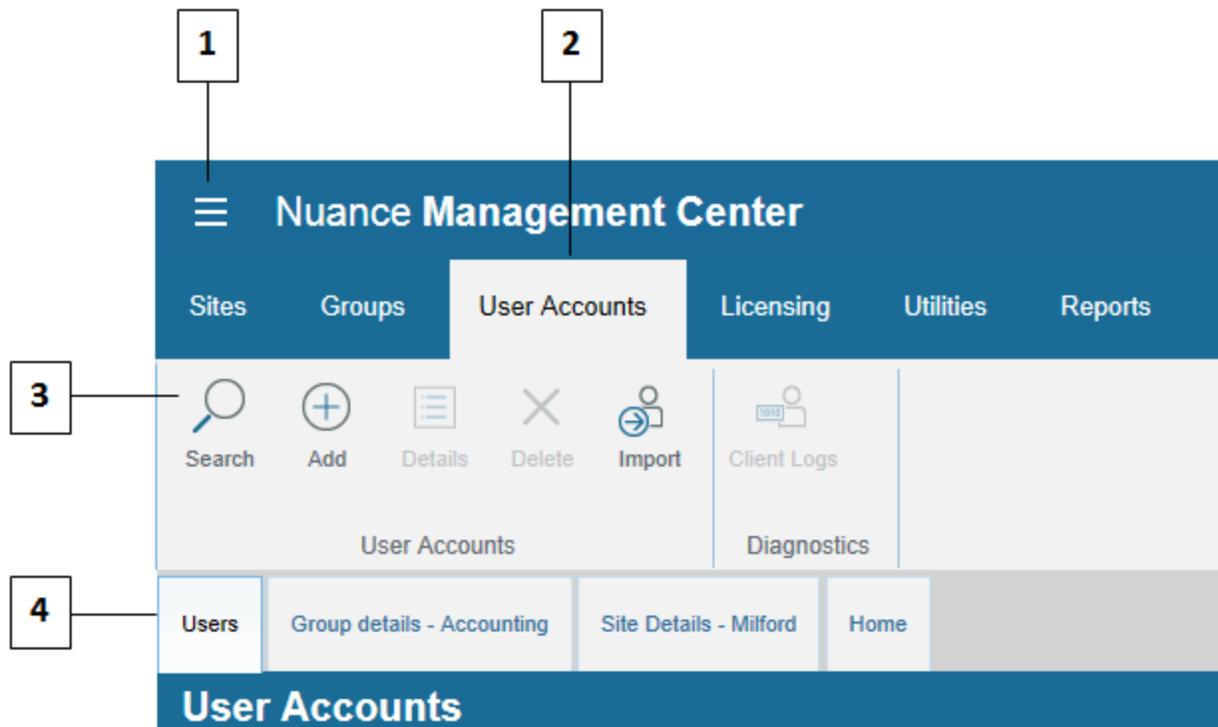 1 2
Nuance Management Center
Sites Groups User Accounts Licensing Utilities Reports
3
Search Add Details Delete Import 1010 Client Logs
User Accounts Diagnostics
4
Users Group details - Accounting Site Details - Milford Home
User Accounts